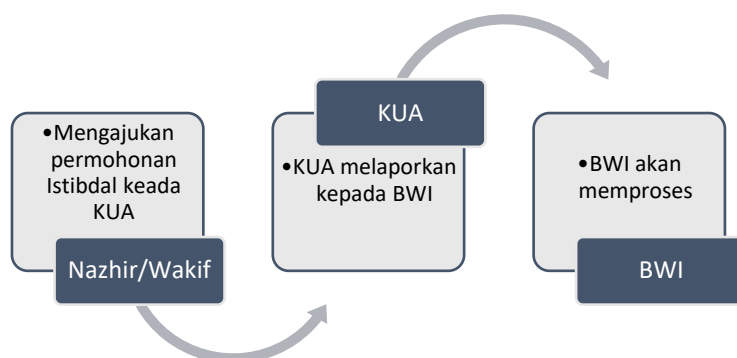 •Mengajukan
permohonan
Istibdal keada
KUA
Nazhir/Wakif
KUA
•KUA melaporkan
kepada BWI
•BWI akan
memproses
BWI